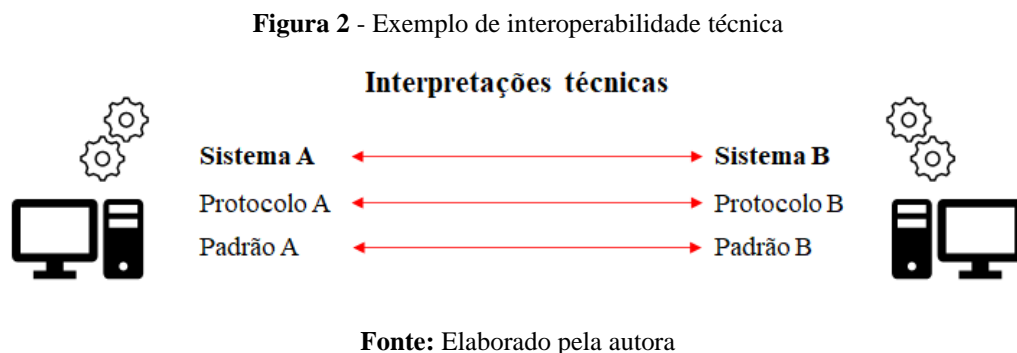 Figura 2 - Exemplo de interoperabilidade técnica
Interpretações técnicas
Sistema A Sistema B
Protocolo A Protocolo B
Padrão A Padrão B
Fonte: Elaborado pela autora